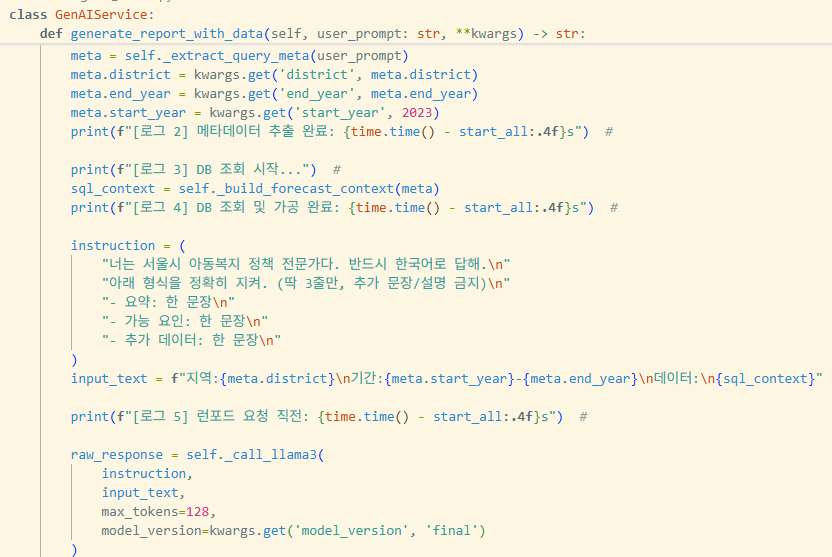 class GenAIService:
    def generate_report_with_data(self, user_prompt: str, **kwargs) -> str:
        meta = self._extract_query_meta(user_prompt)
        meta.district = kwargs.get('district', meta.district)
        meta.end_year = kwargs.get('end_year', meta.end_year)
        meta.start_year = kwargs.get('start_year', 2023)
        print(f"[로그 2] 메타데이터 추출 완료: {time.time() - start_all:.4f}s")  #
        print(f"[로그 3] DB 조회 시작...")  #
        sql_context = self._build_forecast_context(meta)
        print(f"[로그 4] DB 조회 및 가공 완료: {time.time() - start_all:.4f}s")  #
        instruction = (
            "너는 서울시 아동복지 정책 전문가다. 반드시 한국어로 답해.\n"
            "아래 형식을 정확히 지켜. (딱 3줄만, 추가 문장/설명 금지)\n"
            "- 요약: 한 문장\n"
            "- 가능 요인: 한 문장\n"
            "- 추가 데이터: 한 문장\n"
        )
        input_text = f"지역:{meta.district}\n기간:{meta.start_year}-{meta.end_year}\n데이터:\n{sql_context}"
        print(f"[로그 5] 런포드 요청 직전: {time.time() - start_all:.4f}s")  #
        raw_response = self._call_llama3(
            instruction,
            input_text,
            max_tokens=128,
            model_version=kwargs.get('model_version', 'final')
        )